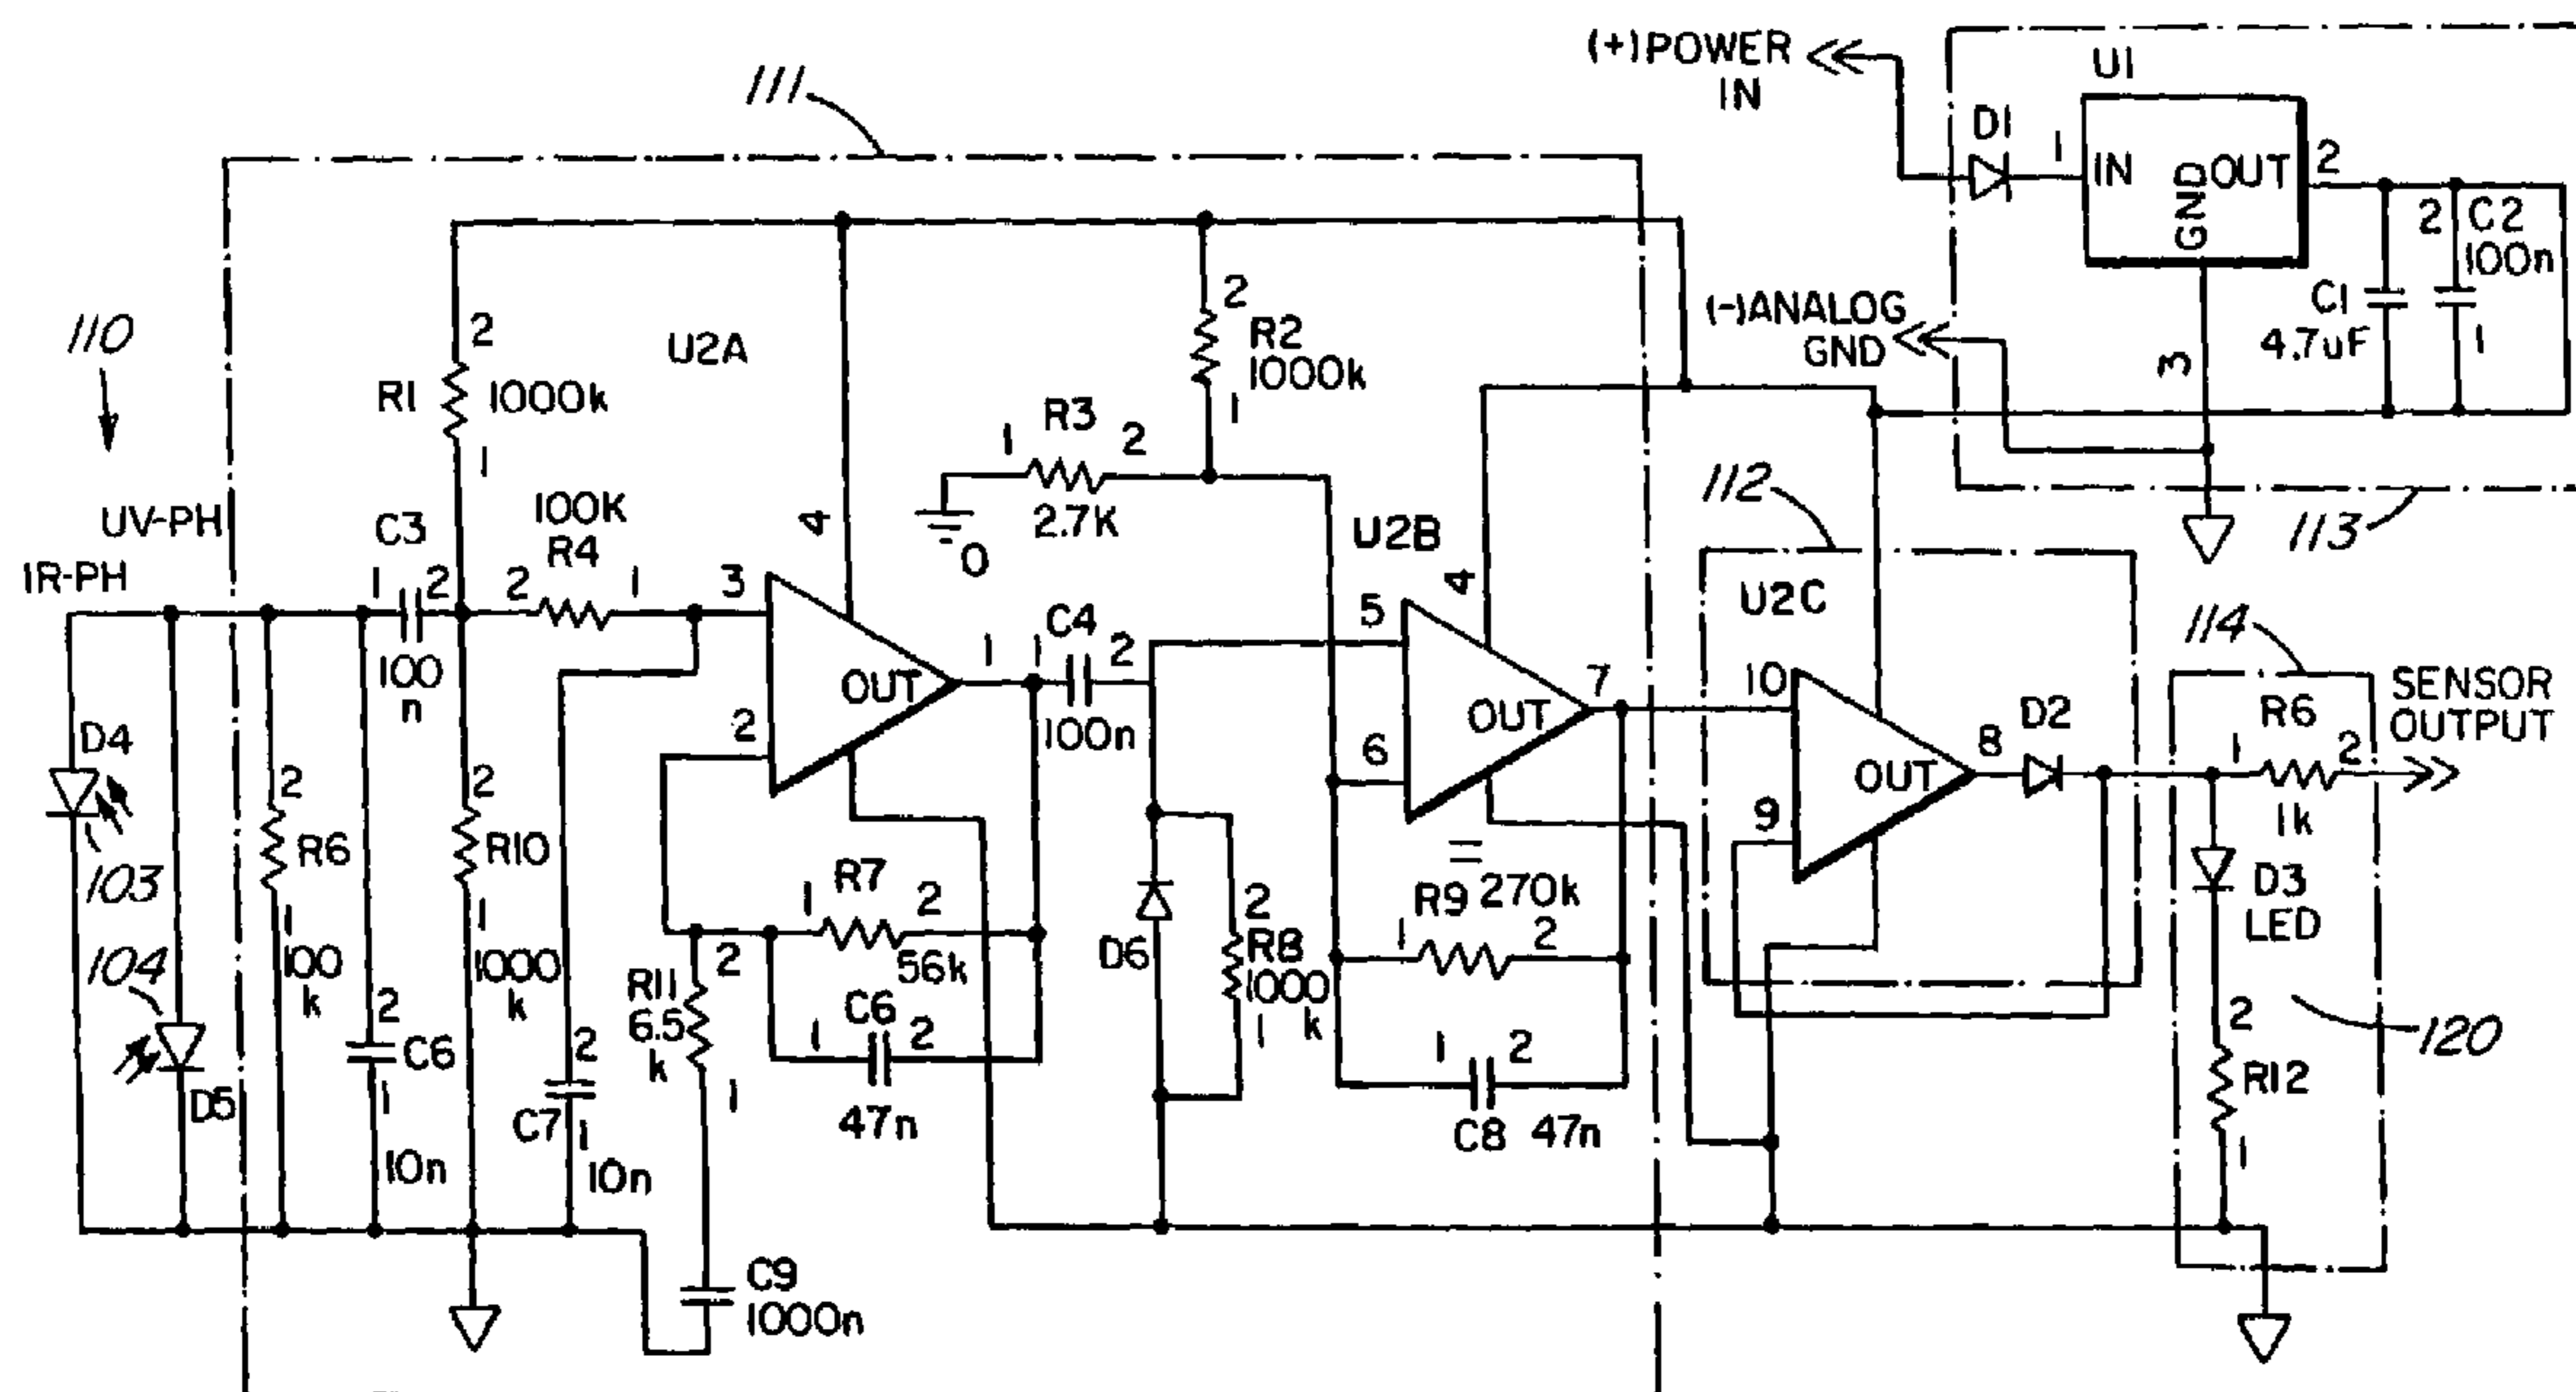 (+)POWER
IN
U1
D1
1
IN
GND
OUT
2
2
C2
100n
C1
4.7uF
1
3
(-)ANALOG
GND
113
111
110
UV-PH
IR-PH
2
R1
1000k
1
U2A
2
R2
1000k
1
1
R3
2
2.7K
0
C3
1
2
100
n
100K
R4
2
1
3
4
2
OUT
1
1
C4
2
100n
U2B
5
4
6
OUT
7
112
U2C
10
9
OUT
8
D2
114
SENSOR
OUTPUT
R6
1
2
1k
D3
LED
120
2
R12
1
D4
103
104
D5
2
R6
1
100
k
2
C6
1
10n
2
R10
1
1000
k
2
C7
1
10n
R7
1
2
56k
2
R11
6.5
k
1
C6
1
2
47n
C9
1000n
D6
2
R8
1000
1
k
R9
270k
1
2
1
2
C8
47n